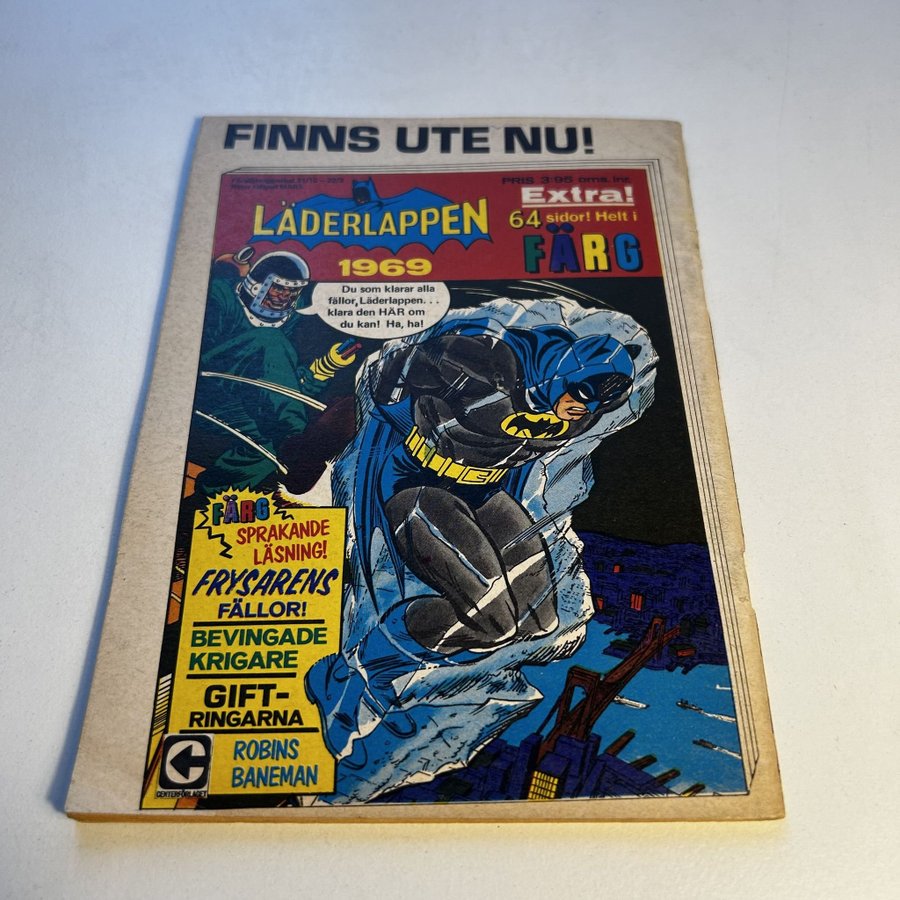 FINNS UTE NU!
PRIS 3:95 oms. inr.
Extra!
64 sidor! Helt i
FÄRG
LÄDERLAPPEN
1969
Du som klarar alla
fällor, Läderlappen. . .
klara den HÄR om
du kan! Ha, ha!
FÄRG
SPRAKANDE
LÄSNING!
FRYSARENS
FÄLLOR!
BEVINGADE
KRIGARE
GIFT-
RINGARNA
ROBINS
BANEMAN
C
CENTERFÖRLAGET